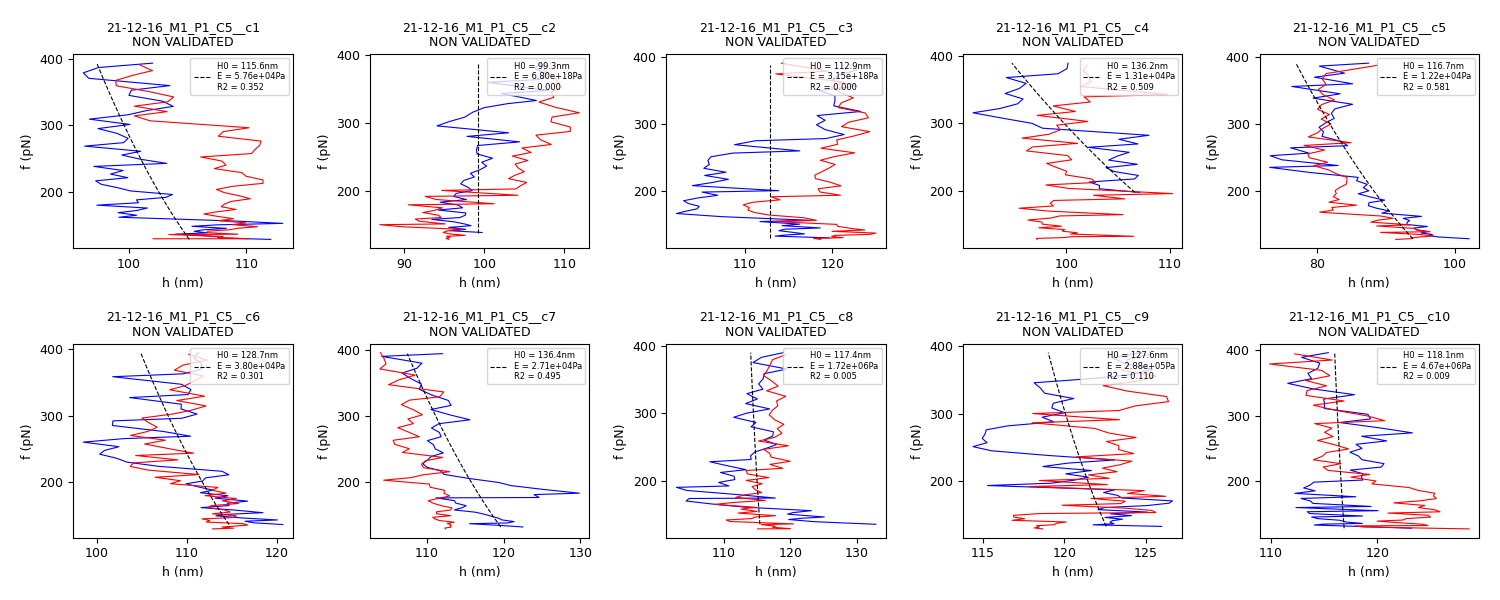 21-12-16_M1_P1_C5__c1
NON VALIDATED
H0 = 115.6nm
E = 5.76e+04Pa
R2 = 0.352
f (pN)
400
300
200
100
110
h (nm)
21-12-16_M1_P1_C5__c2
NON VALIDATED
H0 = 99.3nm
E = 6.80e+18Pa
R2 = 0.000
f (pN)
400
300
200
90
100
110
h (nm)
21-12-16_M1_P1_C5__c3
NON VALIDATED
H0 = 112.9nm
E = 3.15e+18Pa
R2 = 0.000
f (pN)
400
300
200
110
120
h (nm)
21-12-16_M1_P1_C5__c4
NON VALIDATED
H0 = 136.2nm
E = 1.31e+04Pa
R2 = 0.509
f (pN)
400
300
200
100
110
h (nm)
21-12-16_M1_P1_C5__c5
NON VALIDATED
H0 = 116.7nm
E = 1.22e+04Pa
R2 = 0.581
f (pN)
400
300
200
80
100
h (nm)
21-12-16_M1_P1_C5__c6
NON VALIDATED
H0 = 128.7nm
E = 3.80e+04Pa
R2 = 0.301
f (pN)
400
300
200
100
110
120
h (nm)
21-12-16_M1_P1_C5__c7
NON VALIDATED
H0 = 136.4nm
E = 2.71e+04Pa
R2 = 0.495
f (pN)
400
300
200
110
120
130
h (nm)
21-12-16_M1_P1_C5__c8
NON VALIDATED
H0 = 117.4nm
E = 1.72e+06Pa
R2 = 0.005
f (pN)
400
300
200
110
120
130
h (nm)
21-12-16_M1_P1_C5__c9
NON VALIDATED
H0 = 127.6nm
E = 2.88e+05Pa
R2 = 0.110
f (pN)
400
300
200
115
120
125
h (nm)
21-12-16_M1_P1_C5__c10
NON VALIDATED
H0 = 118.1nm
E = 4.67e+06Pa
R2 = 0.009
f (pN)
400
300
200
110
120
h (nm)